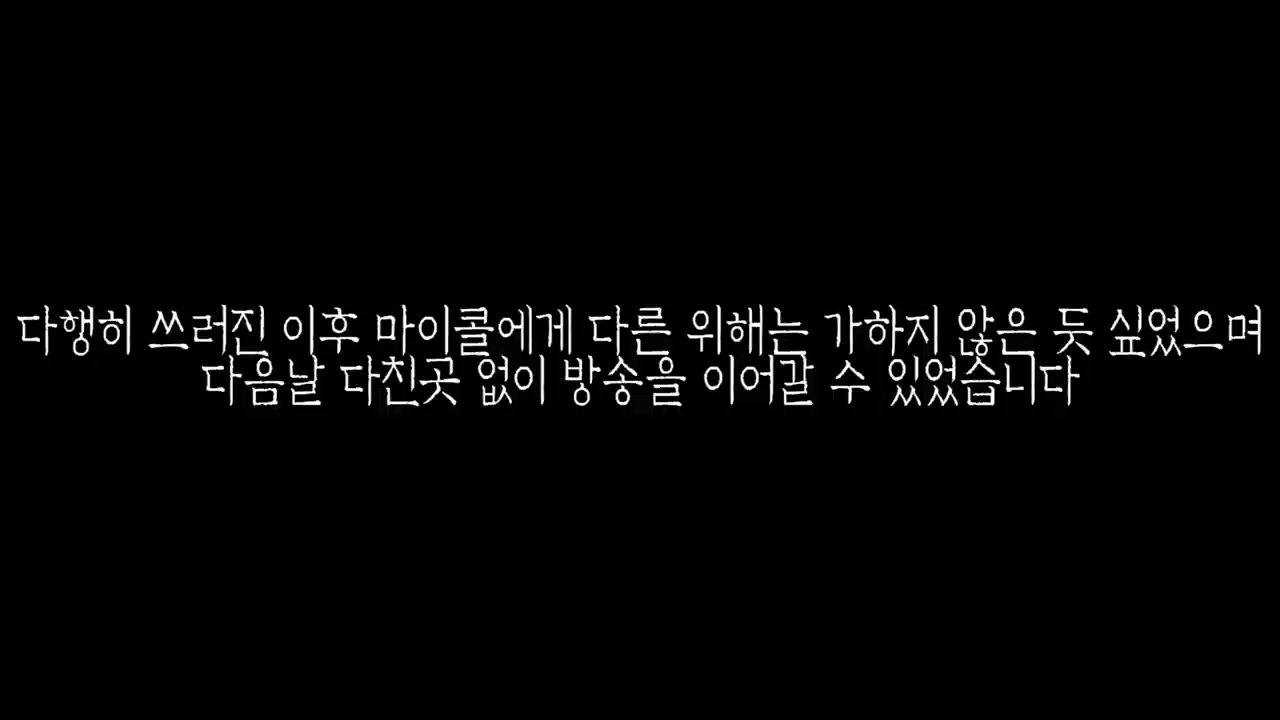 다행히 쓰러진 이후 마이콜에게 다른 위해는 가하지 않은 듯 싶었으며
다음날 다친곳 없이 방송을 이어갈 수 있었습니다